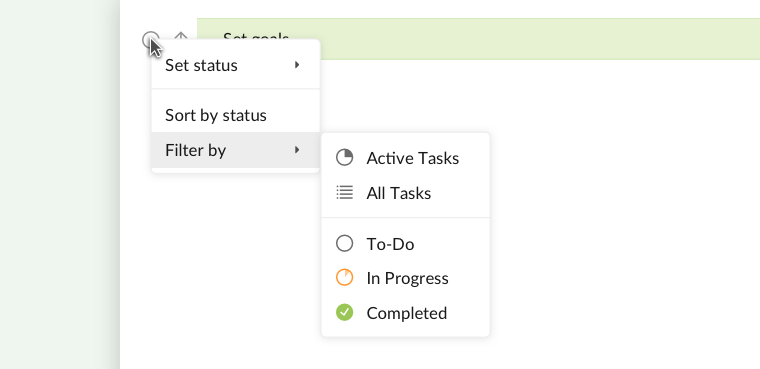 Set goals
Set status
Sort by status
Filter by
Active Tasks
All Tasks
To-Do
In Progress
Completed